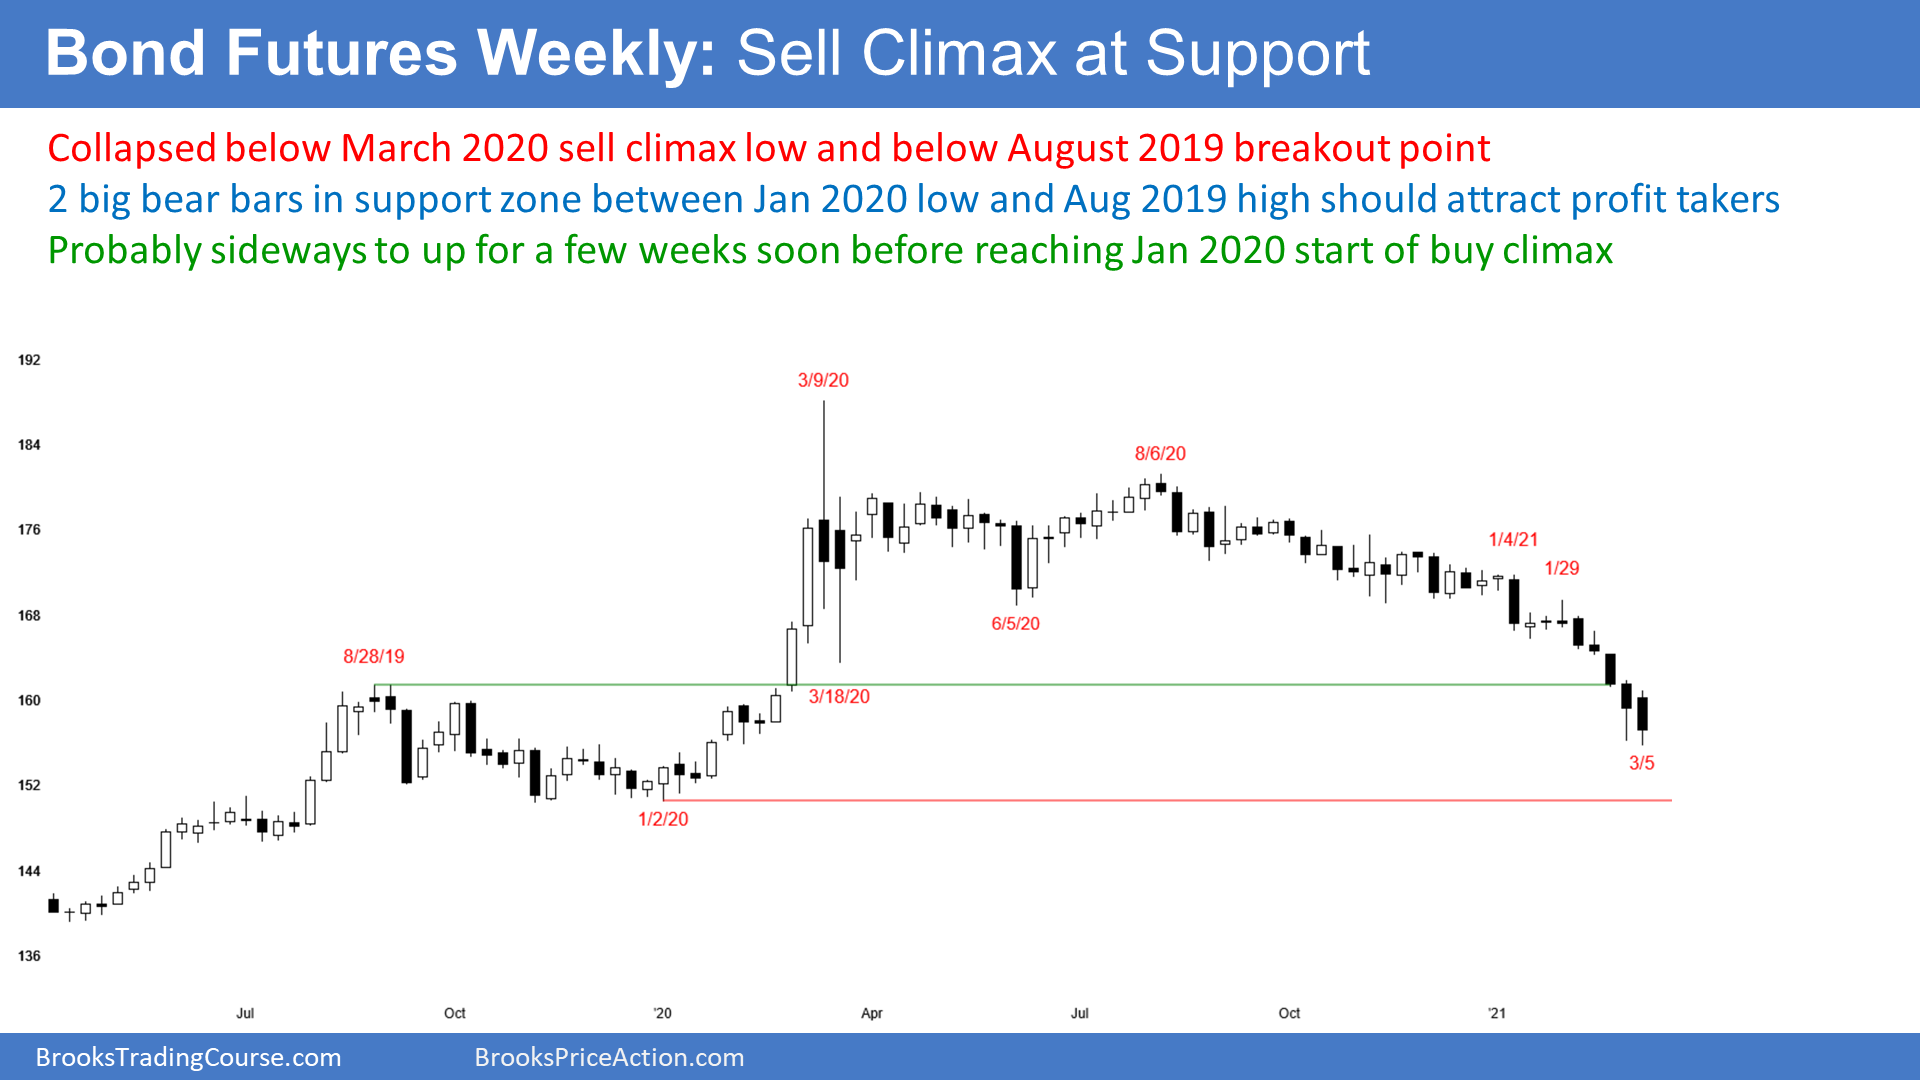 Bond Futures Weekly: Sell Climax at Support
Collapsed below March 2020 sell climax low and below August 2019 breakout point
2 big bear bars in support zone between Jan 2020 low and Aug 2019 high should attract profit takers
Probably sideways to up for a few weeks soon before reaching Jan 2020 start of buy climax
192
3/9/20
184
8/6/20
176
1/4/21
1/29
168
6/5/20
8/28/19
160
3/18/20
3/5
152
1/2/20
144
136
Jul Oct '20 Apr Jul Oct '21
BrooksTradingCourse.com BrooksPriceAction.com